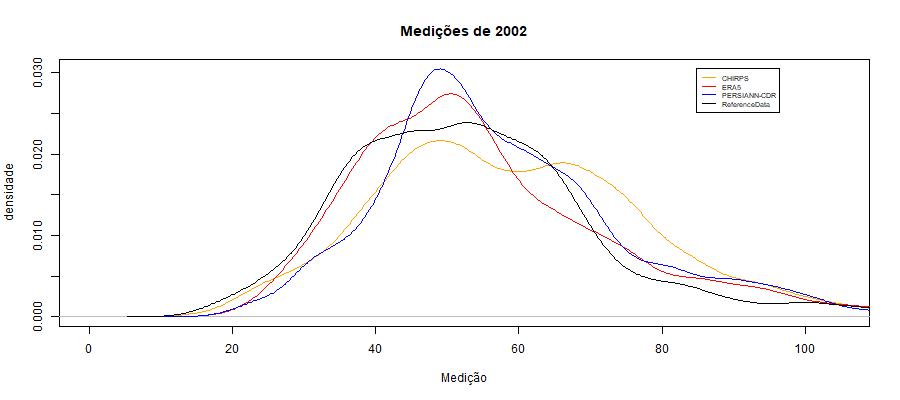 Medições de 2002
CHIRPS
ERA5
PERSIANN-CDR
ReferenceData
densidade
0.030
0.020
0.010
0.000
0 20 40 60 80 100
Medição